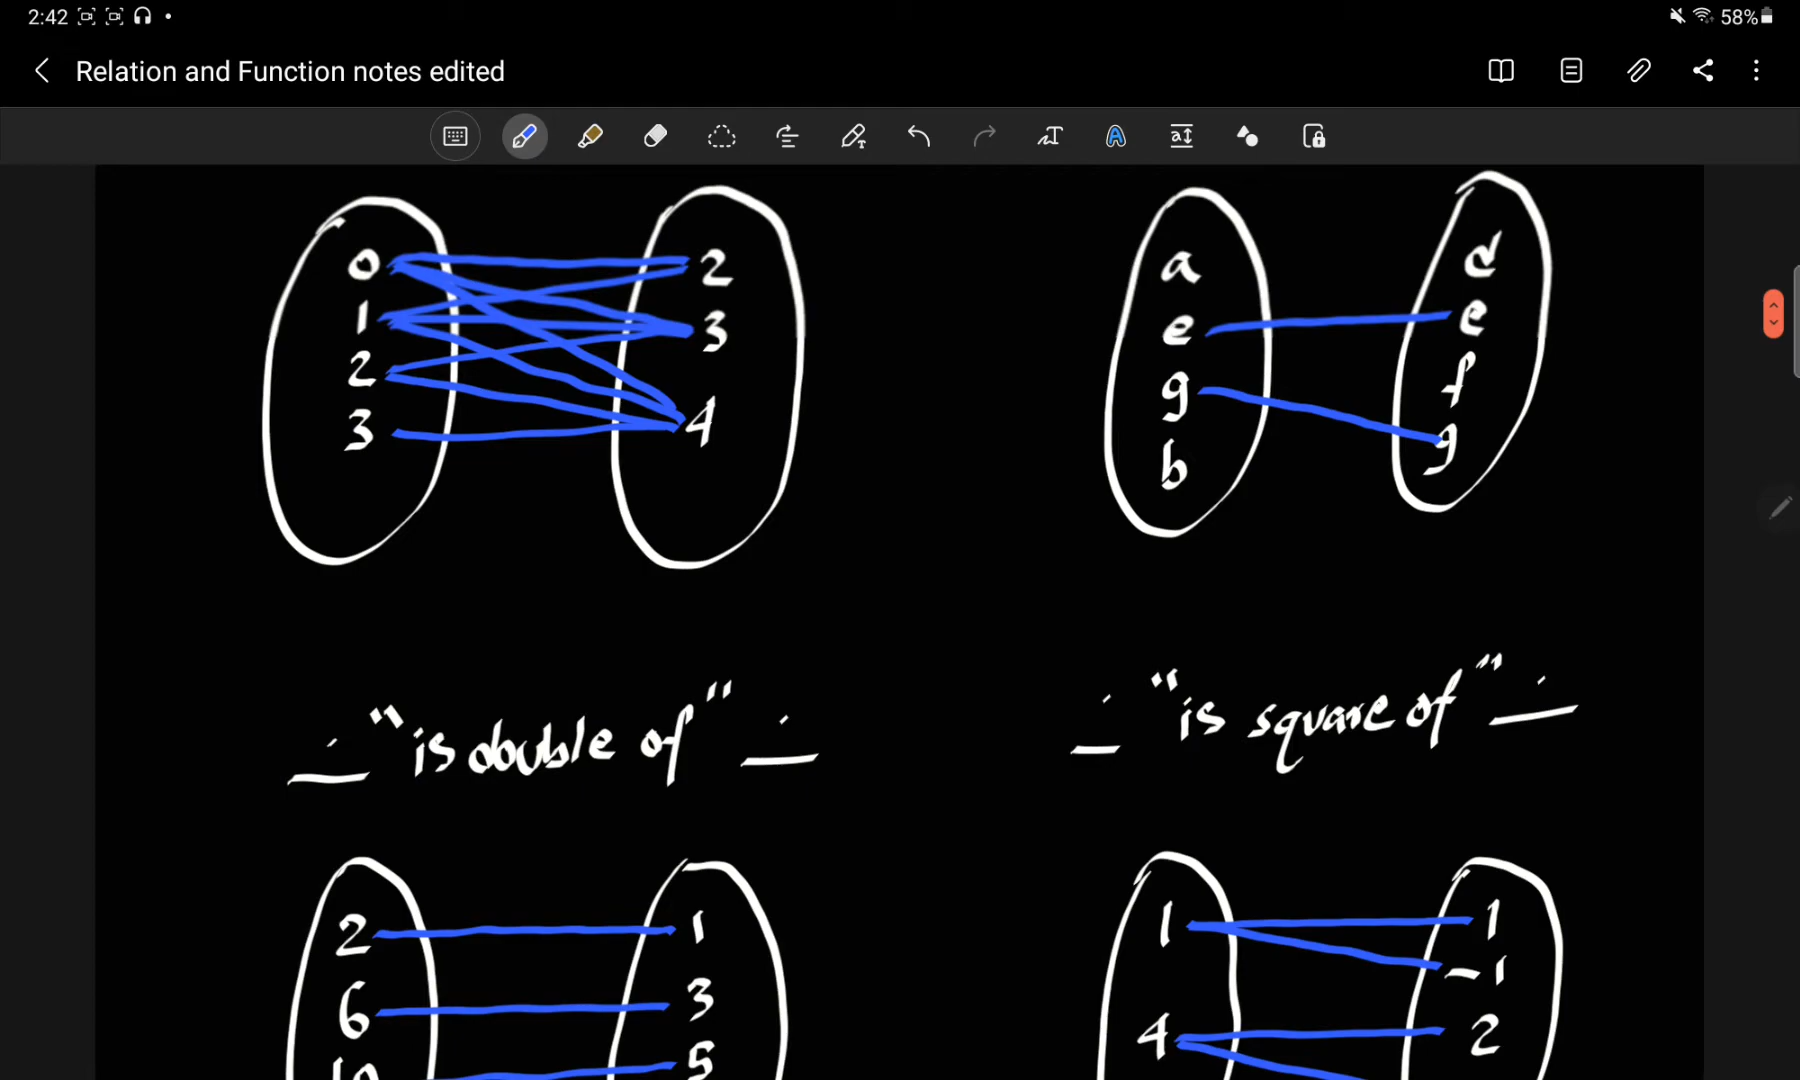 2:42
58%
Relation and Function notes edited
0 2
1 3
2 4
3
a d
e e
g f
b g
"is double of"
"is square of"
2 1
6 3
10 5
1 1
-1
4 2